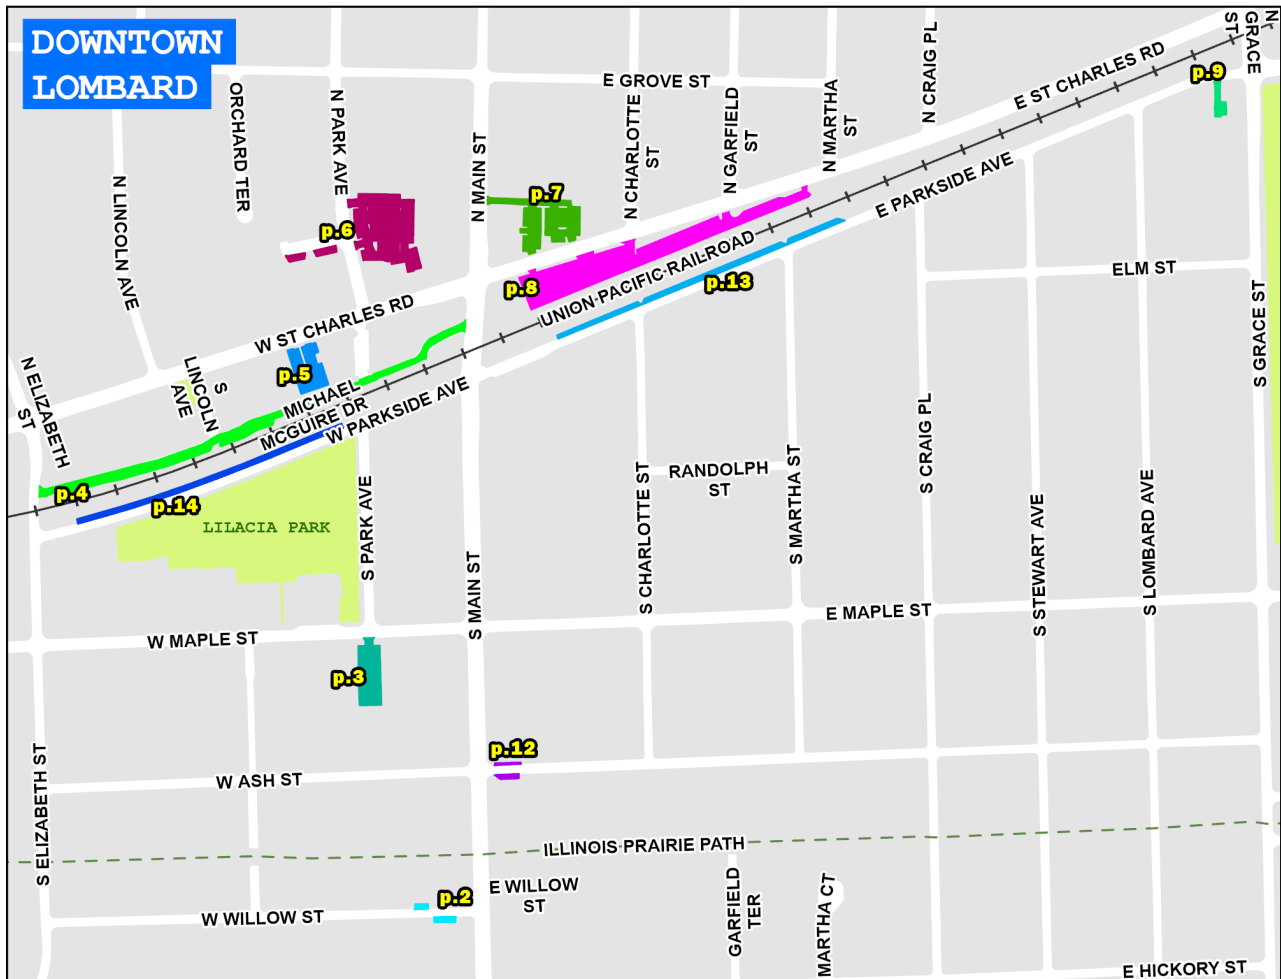 DOWNTOWN
LOMBARD
N
GRACE
ST
p.9
E ST CHARLES RD
N CRAIG PL
E GROVE ST
N MARTHA
ST
N GARFIELD
ST
N CHARLOTTE
ST
N MAIN ST
N PARK AVE
ORCHARD TER
N LINCOLN AVE
E PARKSIDE AVE
p.7
p.6
UNION PACIFIC RAILROAD
p.8
p.13
ELM ST
S GRACE ST
W ST CHARLES RD
p.5
S
LINCOLN
AVE
N ELIZABETH
ST
MICHAEL
MCGUIRE DR
W PARKSIDE AVE
p.4
p.14
LILACIA PARK
S PARK AVE
S MAIN ST
S CHARLOTTE ST
RANDOLPH
ST
S MARTHA ST
S CRAIG PL
S STEWART AVE
S LOMBARD AVE
W MAPLE ST
E MAPLE ST
p.3
p.12
W ASH ST
S ELIZABETH ST
ILLINOIS PRAIRIE PATH
p.2
E WILLOW
ST
W WILLOW ST
GARFIELD
TER
MARTHA CT
E HICKORY ST